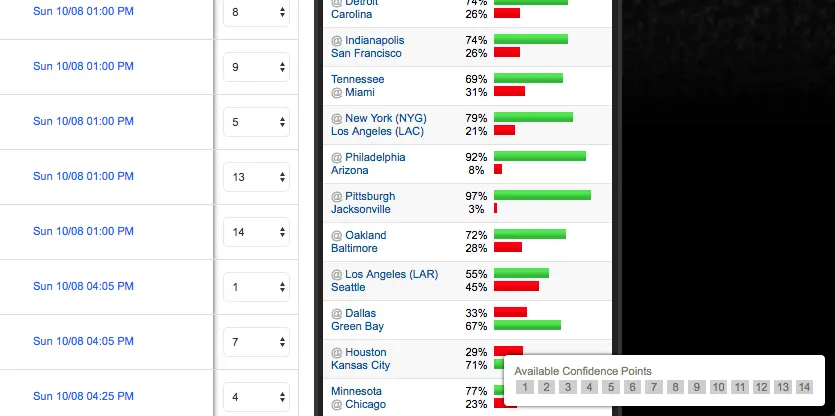 Sun 10/08 01:00 PM 8
Sun 10/08 01:00 PM 9
Sun 10/08 01:00 PM 5
Sun 10/08 01:00 PM 13
Sun 10/08 01:00 PM 14
Sun 10/08 04:05 PM 1
Sun 10/08 04:05 PM 7
Sun 10/08 04:25 PM 4
@ Detroit 74%
Carolina 26%
@ Indianapolis 74%
San Francisco 26%
Tennessee 69%
@ Miami 31%
@ New York (NYG) 79%
Los Angeles (LAC) 21%
@ Philadelphia 92%
Arizona 8%
@ Pittsburgh 97%
Jacksonville 3%
@ Oakland 72%
Baltimore 28%
@ Los Angeles (LAR) 55%
Seattle 45%
@ Dallas 33%
Green Bay 67%
@ Houston 29%
Kansas City 71%
Minnesota 77%
@ Chicago 23%
Available Confidence Points
1 2 3 4 5 6 7 8 9 10 11 12 13 14